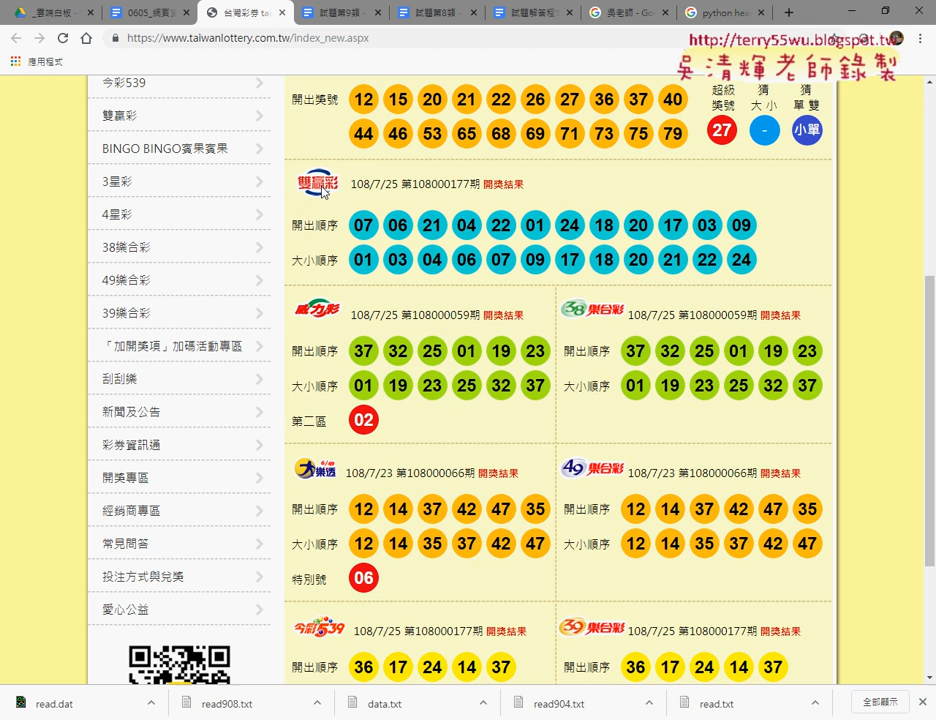 _雲端白板 -
0605_網頁資
台灣彩券 tai
試題第9類 -
試題第8類 -
試題解答程式
吳老師 - Goo
python hea
https://www.taiwanlottery.com.tw/index_new.aspx
http://terry55wu.blogspot.tw
吳清輝老師錄製
應用程式
今彩539
雙贏彩
BINGO BINGO賓果賓果
3星彩
4星彩
38樂合彩
49樂合彩
39樂合彩
「加開獎項」加碼活動專區
刮刮樂
新聞及公告
彩券資訊通
開獎專區
經銷商專區
常見問答
投注方式與兌獎
愛心公益
開出獎號 12 15 20 21 22 26 27 36 37 40
44 46 53 65 68 69 71 73 75 79
超級獎號 猜大小 猜單雙
27 - 小單
雙贏彩 108/7/25 第108000177期 開獎結果
開出順序 07 06 21 04 22 01 24 18 20 17 03 09
大小順序 01 03 04 06 07 09 17 18 20 21 22 24
威力彩 108/7/25 第108000059期 開獎結果
開出順序 37 32 25 01 19 23
大小順序 01 19 23 25 32 37
第二區 02
38樂合彩 108/7/25 第108000059期 開獎結果
開出順序 37 32 25 01 19 23
大小順序 01 19 23 25 32 37
大樂透 108/7/23 第108000066期 開獎結果
開出順序 12 14 37 42 47 35
大小順序 12 14 35 37 42 47
特別號 06
49樂合彩 108/7/23 第108000066期 開獎結果
開出順序 12 14 37 42 47 35
大小順序 12 14 35 37 42 47
今彩539 108/7/25 第108000177期 開獎結果
開出順序 36 17 24 14 37
39樂合彩 108/7/25 第108000177期 開獎結果
開出順序 36 17 24 14 37
read.dat
read908.txt
data.txt
read904.txt
read.txt
全部顯示